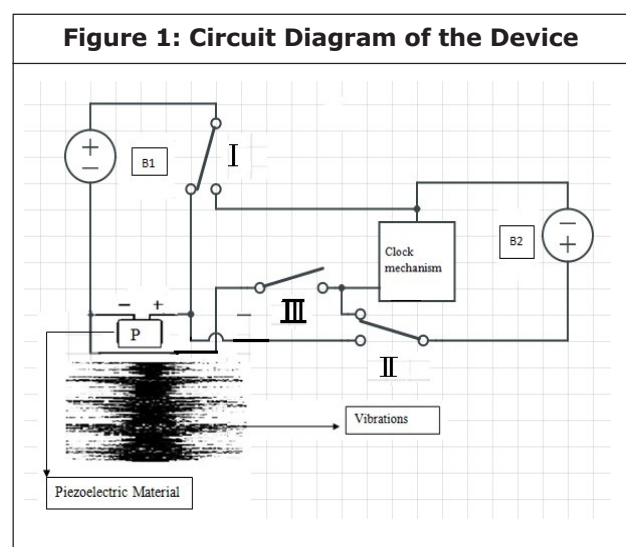 Figure 1: Circuit Diagram of the Device
+
−
B1
I
−
+
B2
Clock
mechanism
III
− +
−
P
−
II
Vibrations
Piezoelectric Material